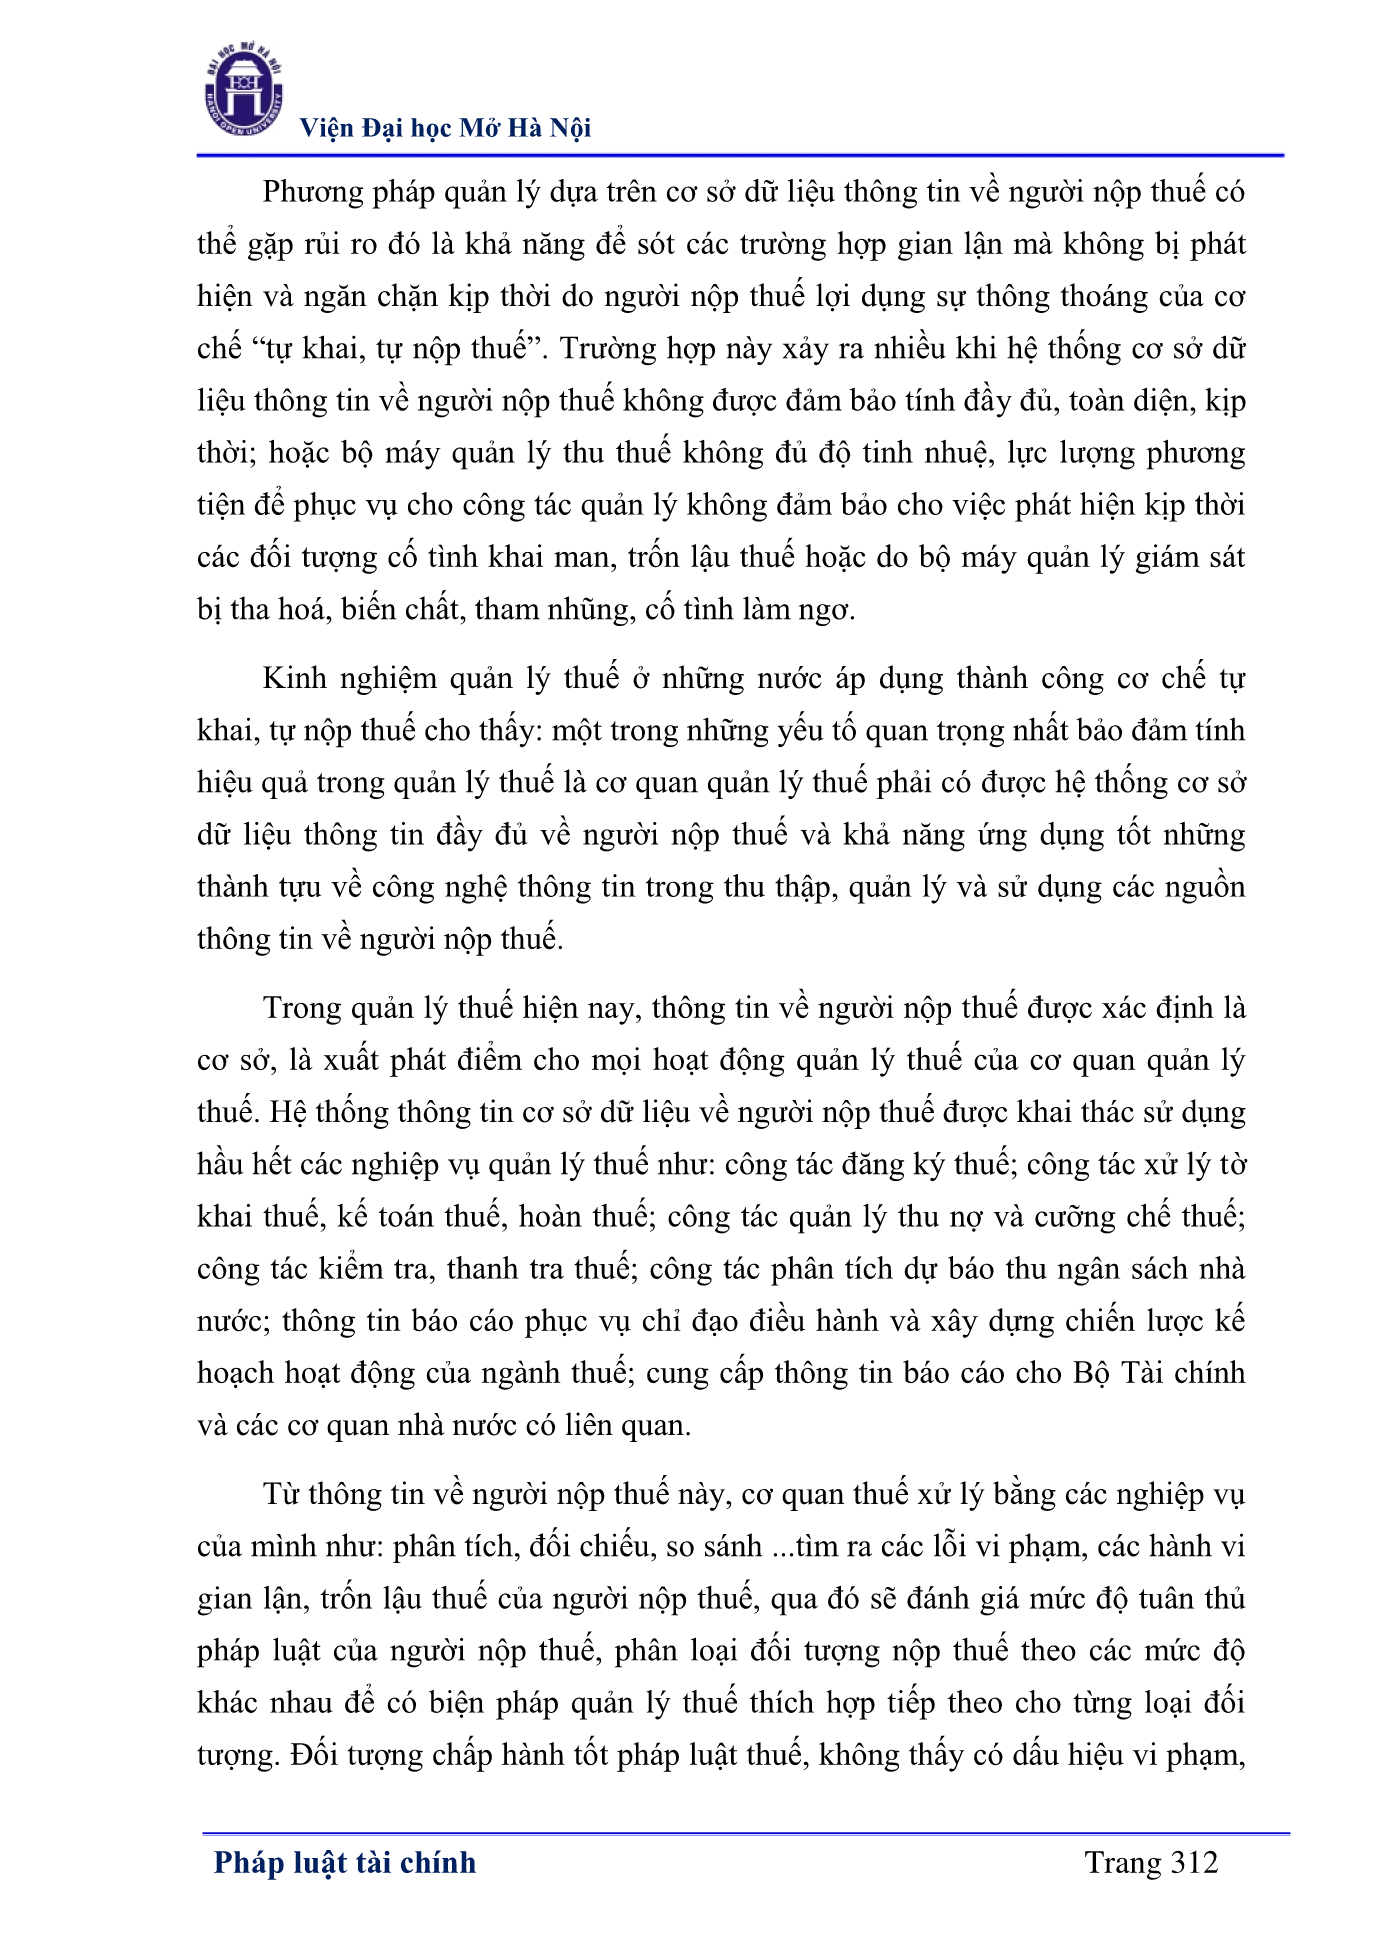 ĐẠI HỌC MỞ HÀ NỘI
HANOI OPEN UNIVERSITY
Viện Đại học Mở Hà Nội
Phương pháp quản lý dựa trên cơ sở dữ liệu thông tin về người nộp thuế có
thể gặp rủi ro đó là khả năng để sót các trường hợp gian lận mà không bị phát
hiện và ngăn chặn kịp thời do người nộp thuế lợi dụng sự thông thoáng của cơ
chế “tự khai, tự nộp thuế”. Trường hợp này xảy ra nhiều khi hệ thống cơ sở dữ
liệu thông tin về người nộp thuế không được đảm bảo tính đầy đủ, toàn diện, kịp
thời; hoặc bộ máy quản lý thu thuế không đủ độ tinh nhuệ, lực lượng phương
tiện để phục vụ cho công tác quản lý không đảm bảo cho việc phát hiện kịp thời
các đối tượng cố tình khai man, trốn lậu thuế hoặc do bộ máy quản lý giám sát
bị tha hoá, biến chất, tham nhũng, cố tình làm ngơ.
Kinh nghiệm quản lý thuế ở những nước áp dụng thành công cơ chế tự
khai, tự nộp thuế cho thấy: một trong những yếu tố quan trọng nhất bảo đảm tính
hiệu quả trong quản lý thuế là cơ quan quản lý thuế phải có được hệ thống cơ sở
dữ liệu thông tin đầy đủ về người nộp thuế và khả năng ứng dụng tốt những
thành tựu về công nghệ thông tin trong thu thập, quản lý và sử dụng các nguồn
thông tin về người nộp thuế.
Trong quản lý thuế hiện nay, thông tin về người nộp thuế được xác định là
cơ sở, là xuất phát điểm cho mọi hoạt động quản lý thuế của cơ quan quản lý
thuế. Hệ thống thông tin cơ sở dữ liệu về người nộp thuế được khai thác sử dụng
hầu hết các nghiệp vụ quản lý thuế như: công tác đăng ký thuế; công tác xử lý tờ
khai thuế, kế toán thuế, hoàn thuế; công tác quản lý thu nợ và cưỡng chế thuế;
công tác kiểm tra, thanh tra thuế; công tác phân tích dự báo thu ngân sách nhà
nước; thông tin báo cáo phục vụ chỉ đạo điều hành và xây dựng chiến lược kế
hoạch hoạt động của ngành thuế; cung cấp thông tin báo cáo cho Bộ Tài chính
và các cơ quan nhà nước có liên quan.
Từ thông tin về người nộp thuế này, cơ quan thuế xử lý bằng các nghiệp vụ
của mình như: phân tích, đối chiếu, so sánh ...tìm ra các lỗi vi phạm, các hành vi
gian lận, trốn lậu thuế của người nộp thuế, qua đó sẽ đánh giá mức độ tuân thủ
pháp luật của người nộp thuế, phân loại đối tượng nộp thuế theo các mức độ
khác nhau để có biện pháp quản lý thuế thích hợp tiếp theo cho từng loại đối
tượng. Đối tượng chấp hành tốt pháp luật thuế, không thấy có dấu hiệu vi phạm,
Pháp luật tài chính
Trang 312